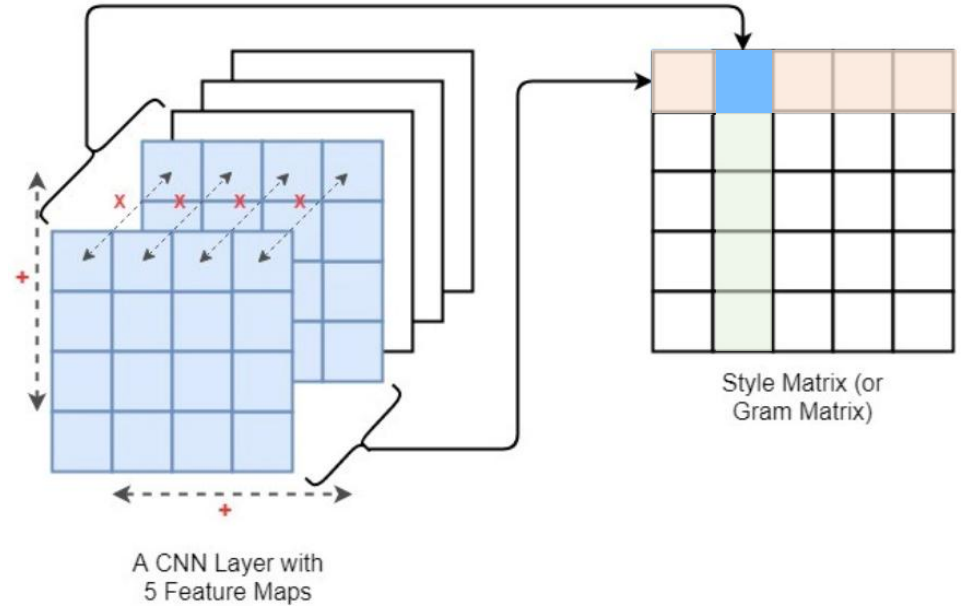 X X X X
+
+
Style Matrix (or
Gram Matrix)
A CNN Layer with
5 Feature Maps